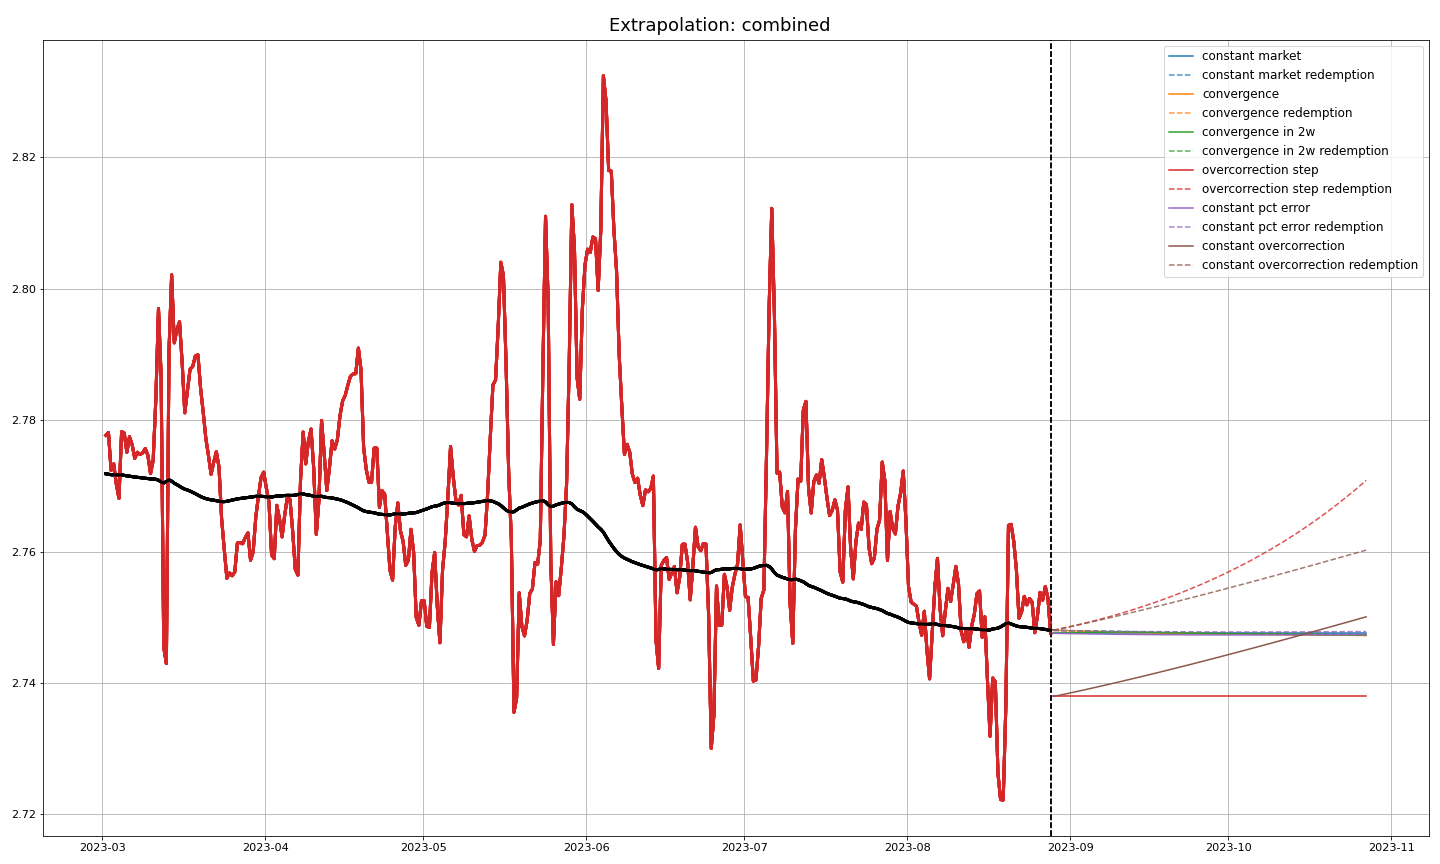 Extrapolation: combined
constant market
constant market redemption
convergence
convergence redemption
convergence in 2w
convergence in 2w redemption
overcorrection step
overcorrection step redemption
constant pct error
constant pct error redemption
constant overcorrection
constant overcorrection redemption
2.82
2.80
2.78
2.76
2.74
2.72
2023-03 2023-04 2023-05 2023-06 2023-07 2023-08 2023-09 2023-10 2023-11